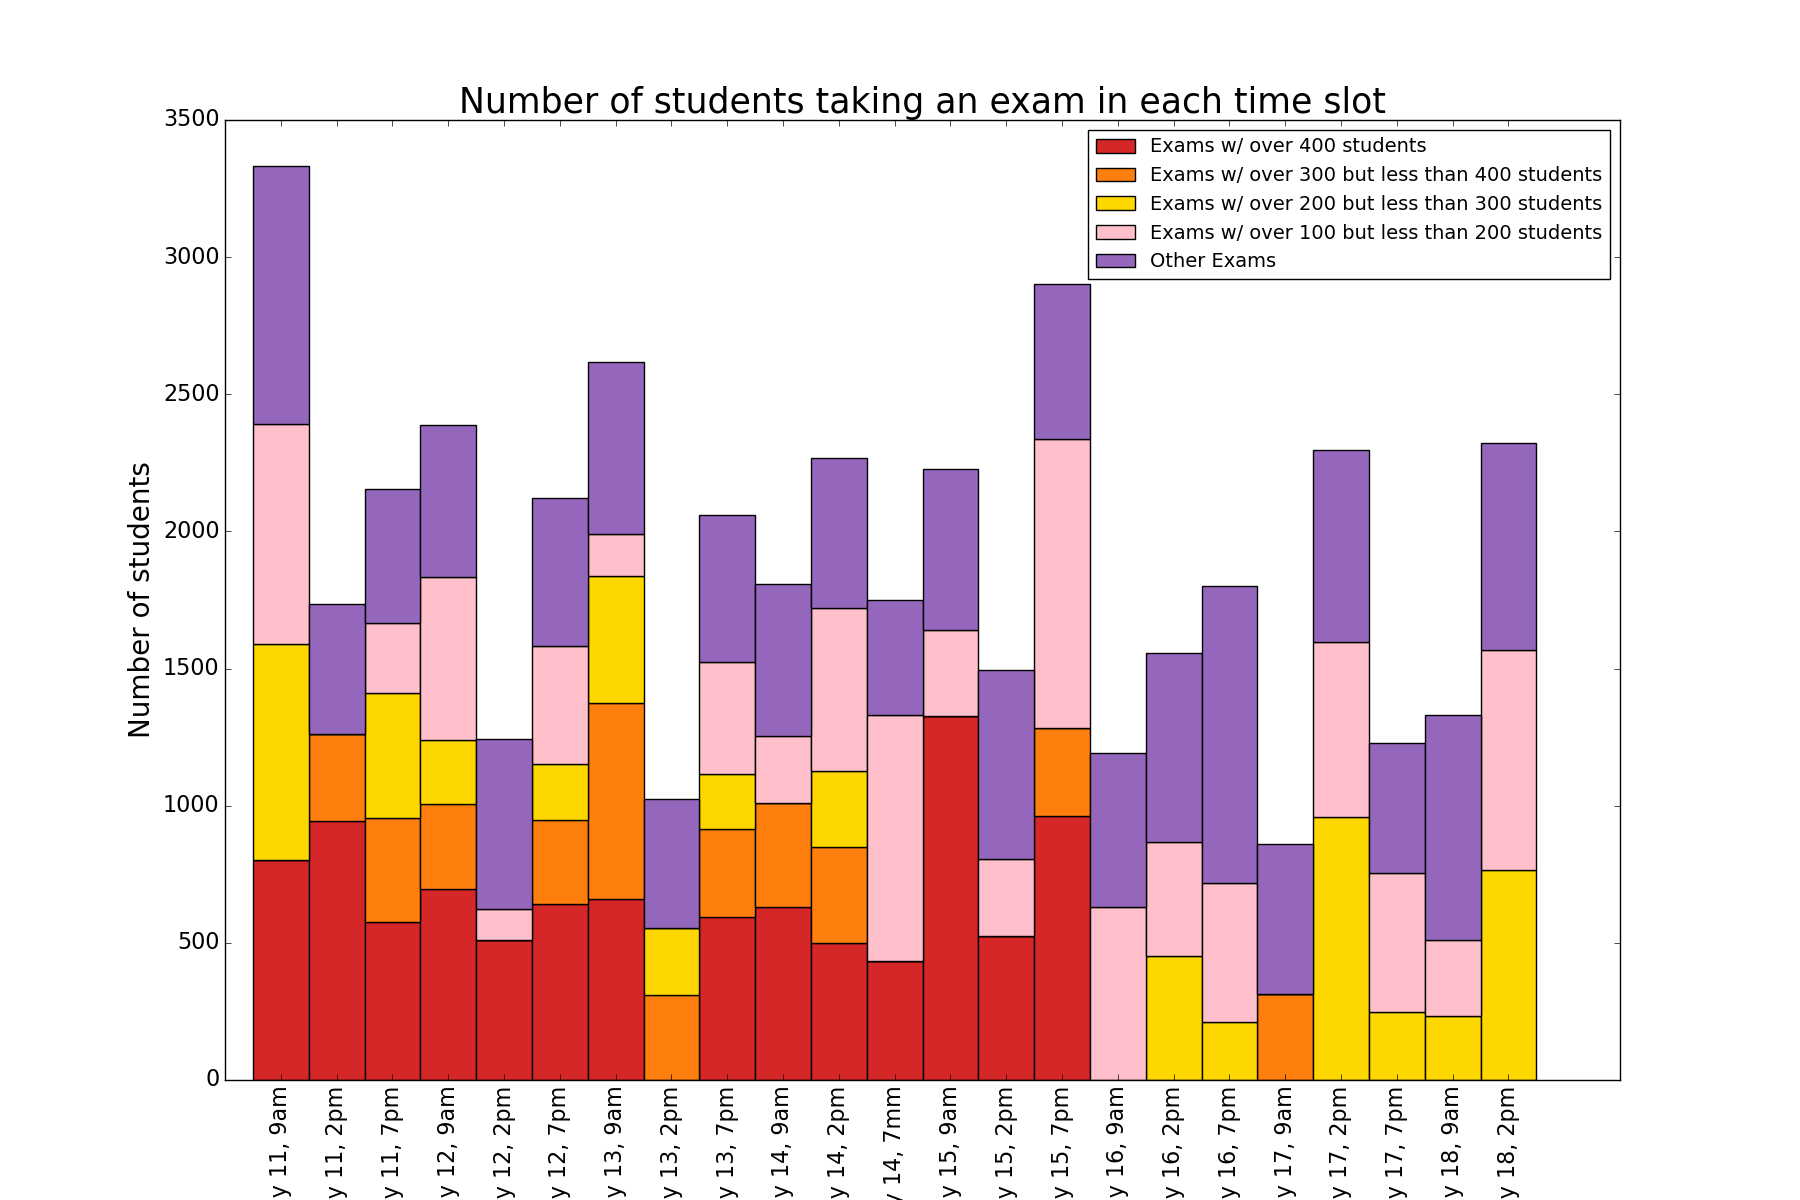 Number of students taking an exam in each time slot
Exams w/ over 400 students
Exams w/ over 300 but less than 400 students
Exams w/ over 200 but less than 300 students
Exams w/ over 100 but less than 200 students
Other Exams
Number of students
3500
3000
2500
2000
1500
1000
500
0
y 11, 9am
y 11, 2pm
y 11, 7pm
y 12, 9am
y 12, 2pm
y 12, 7pm
y 13, 9am
y 13, 2pm
y 13, 7pm
y 14, 9am
y 14, 2pm
y 14, 7mm
y 15, 9am
y 15, 2pm
y 15, 7pm
y 16, 9am
y 16, 2pm
y 16, 7pm
y 17, 9am
y 17, 2pm
y 17, 7pm
y 18, 9am
y 18, 2pm